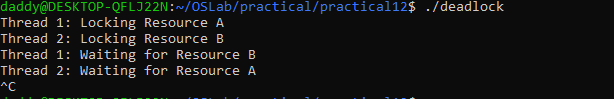 daddy@DESKTOP-QFLJ22N:~/OSLab/practical/practical12$ ./deadlock
Thread 1: Locking Resource A
Thread 2: Locking Resource B
Thread 1: Waiting for Resource B
Thread 2: Waiting for Resource A
^C